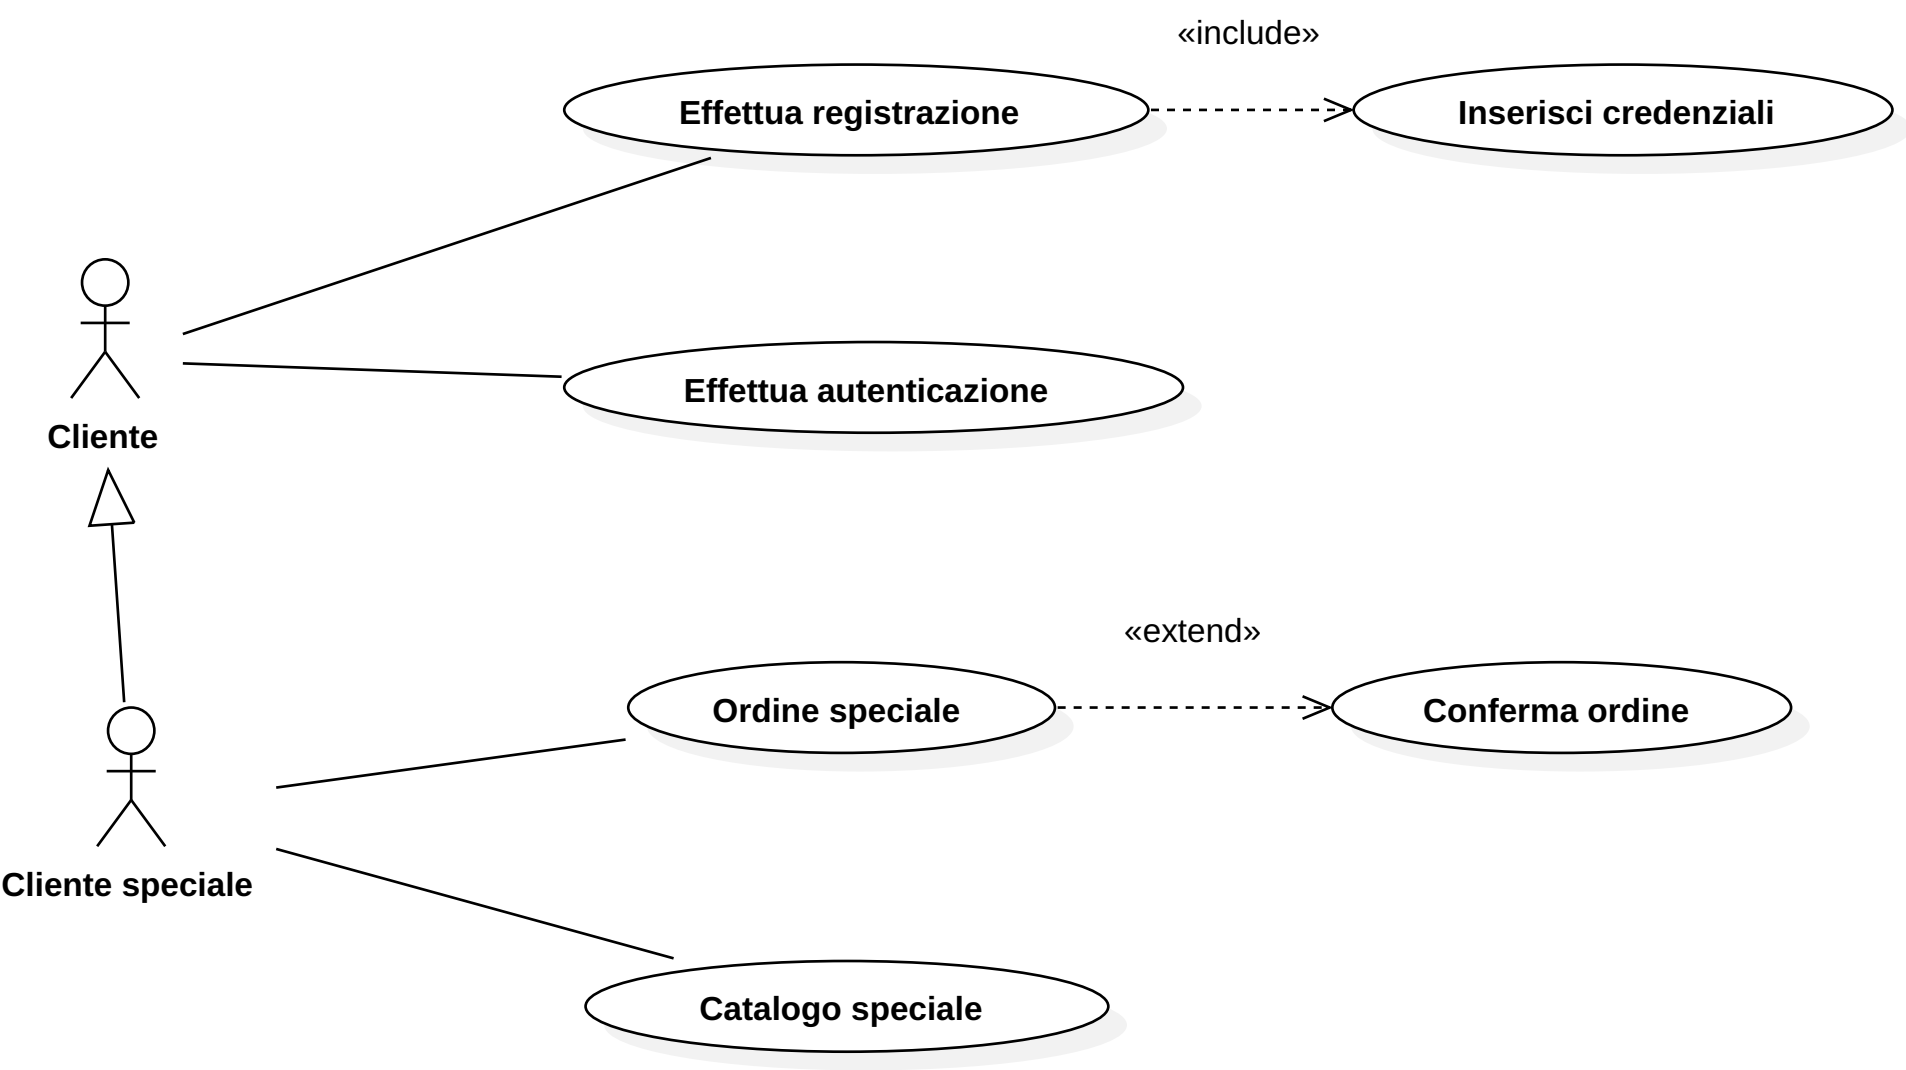 «include»
Effettua registrazione
Inserisci credenziali
Effettua autenticazione
Cliente
«extend»
Ordine speciale
Conferma ordine
Cliente speciale
Catalogo speciale